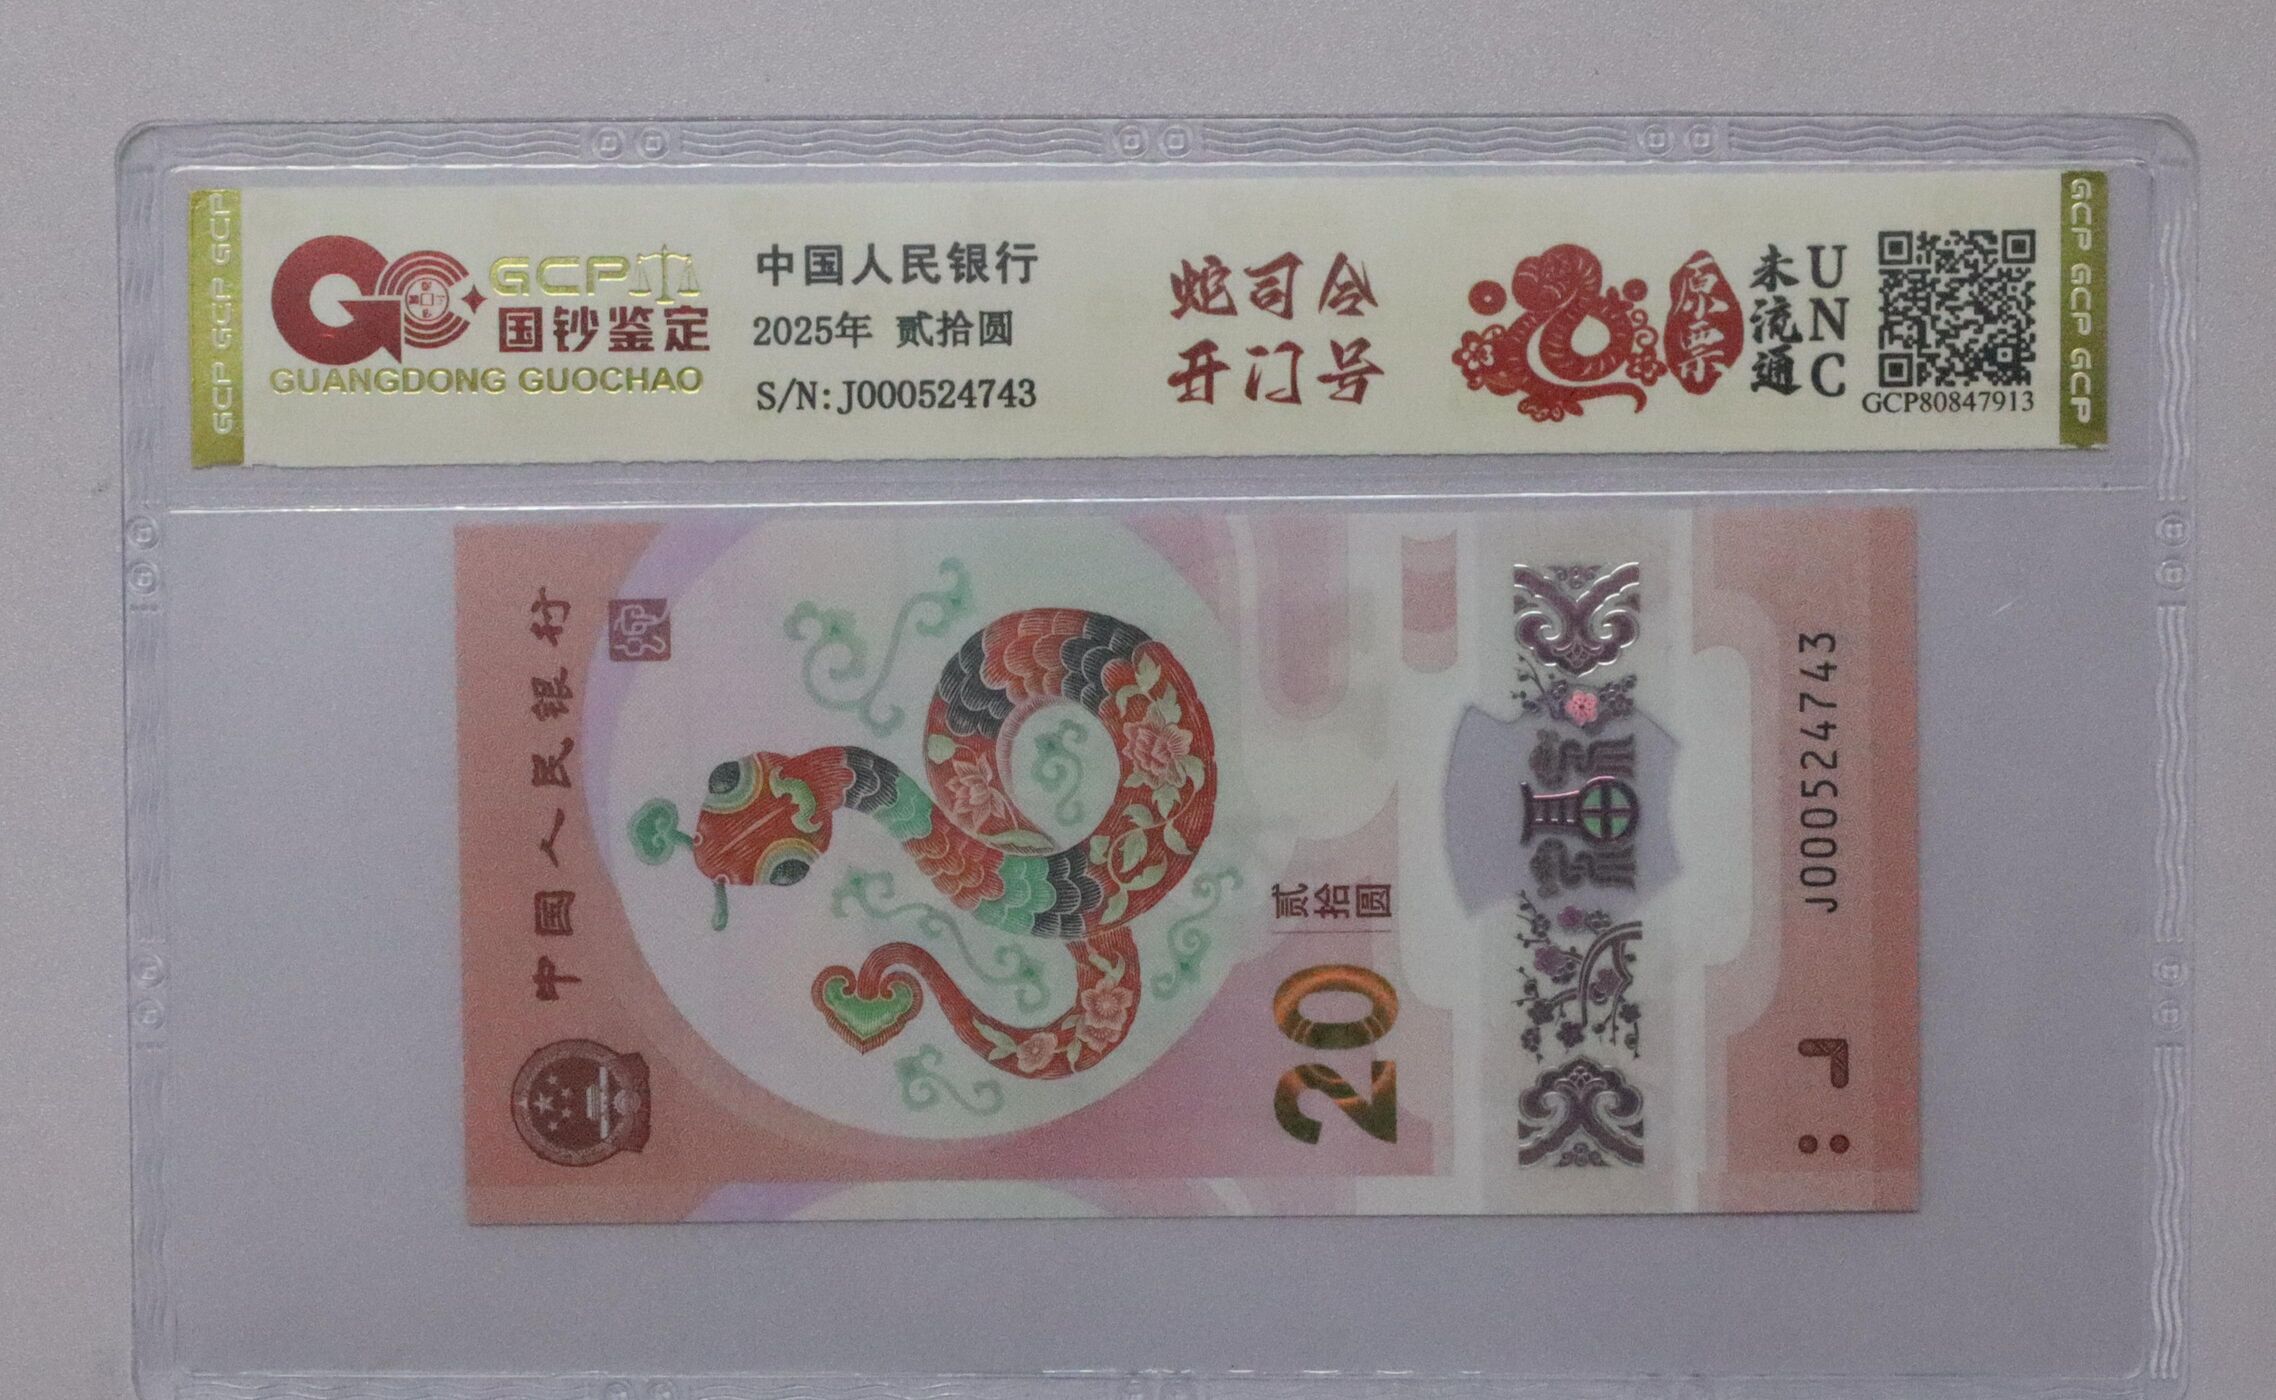 GCP GCP GCP
GCP
国钞鉴定
GUANGDONG GUOCHAO
中国人民银行
2025年 贰拾圆
S/N:J000524743
蛇司令
开门号
原票
未流通
UNC
GCP80847913
GCP GCP GCP
中国人民银行
贰拾圆
20
福
J000524743